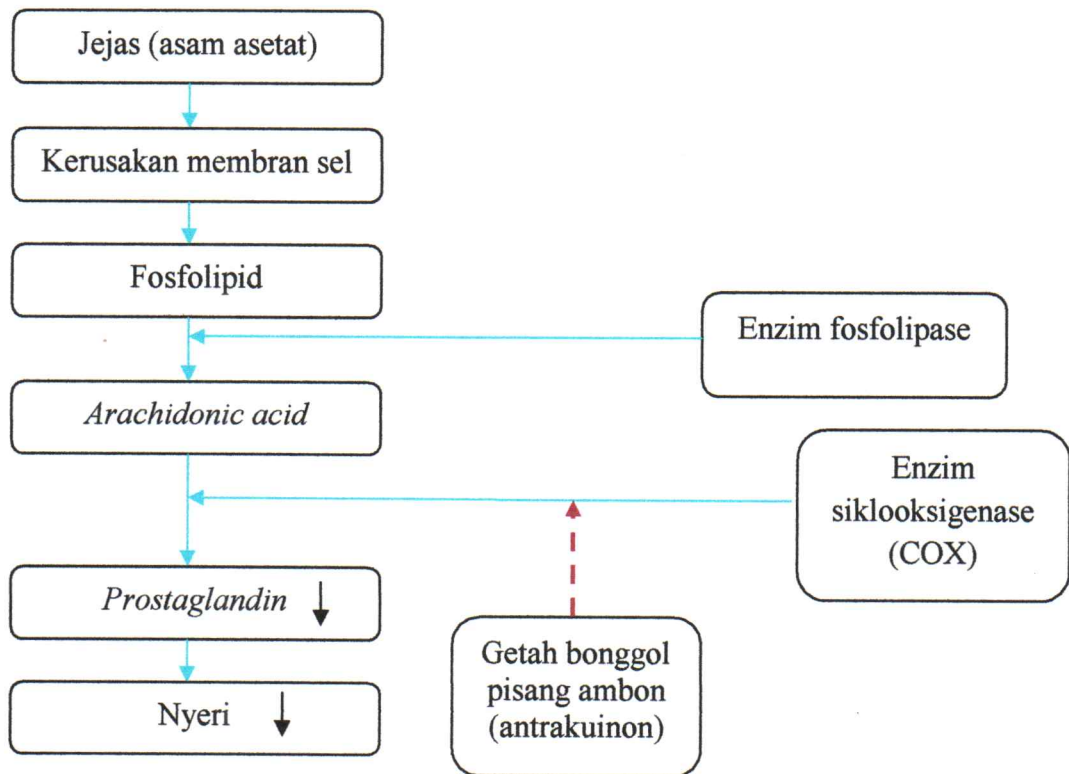 Jejas (asam asetat)
Kerusakan membran sel
Fosfolipid
Enzim fosfolipase
Arachidonic acid
Enzim
siklooksigenase
(COX)
Prostaglandin ↓
Getah bonggol
pisang ambon
(antrakuinon)
Nyeri ↓